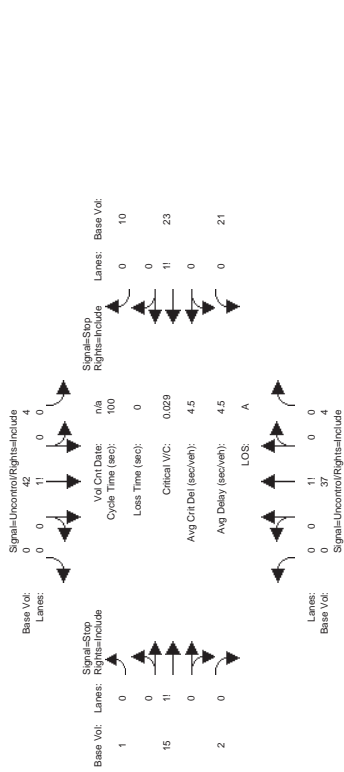 Signal=Uncontrol/Rights=Include
Base Vol: 0 42 4
Lanes: 0 0 1! 0 0
Signal=Stop
Rights=Include
Base Vol: Lanes:
1 0
0
15 1!
0
2 0
Vol Cnt Date: n/a
Cycle Time (sec): 100
Loss Time (sec): 0
Critical V/C: 0.029
Avg Crit Del (sec/veh): 4.5
Avg Delay (sec/veh): 4.5
LOS: A
Signal=Stop
Rights=Include
Lanes: Base Vol:
0 10
0
1! 23
0
0 21
Lanes: 0 0 1! 0 0
Base Vol: 0 37 4
Signal=Uncontrol/Rights=Include